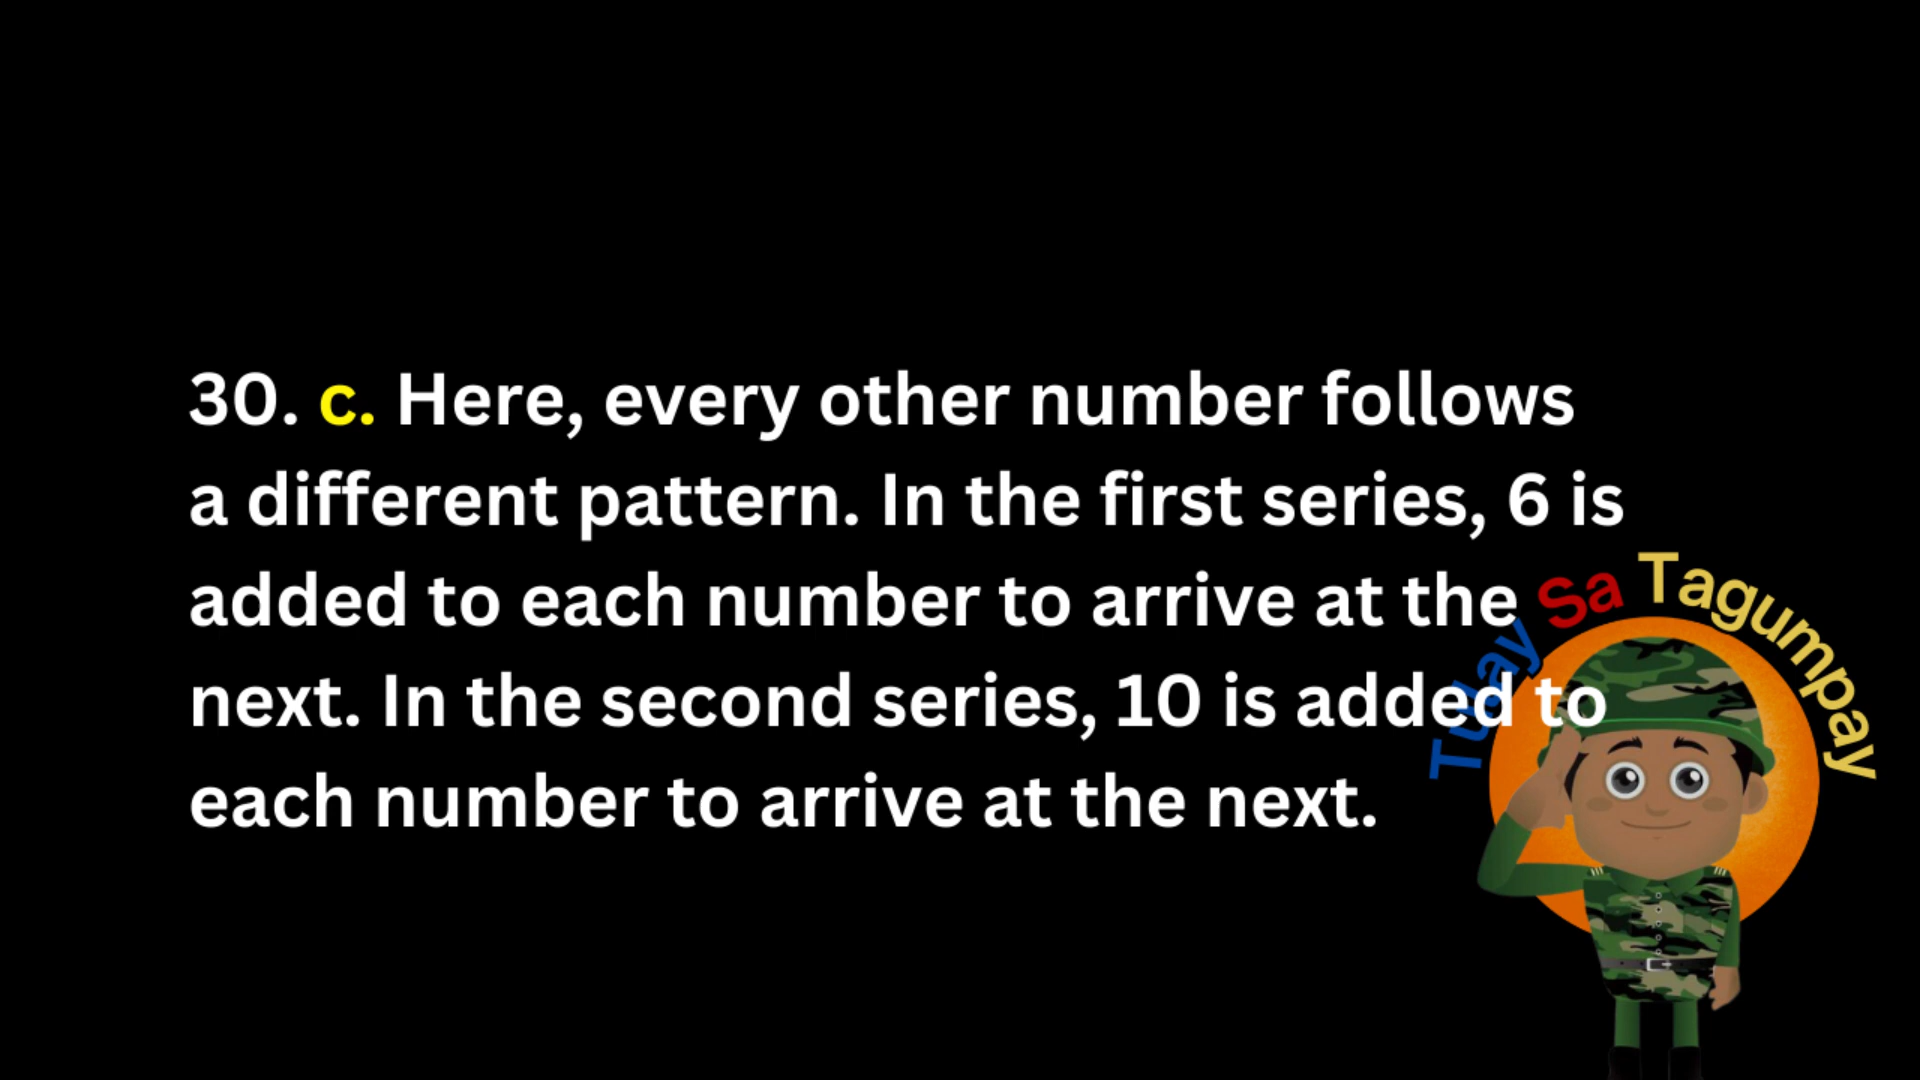 30. c. Here, every other number follows
a different pattern. In the first series, 6 is
added to each number to arrive at the
next. In the second series, 10 is added to
each number to arrive at the next.
Tulay Sa Tagumpay